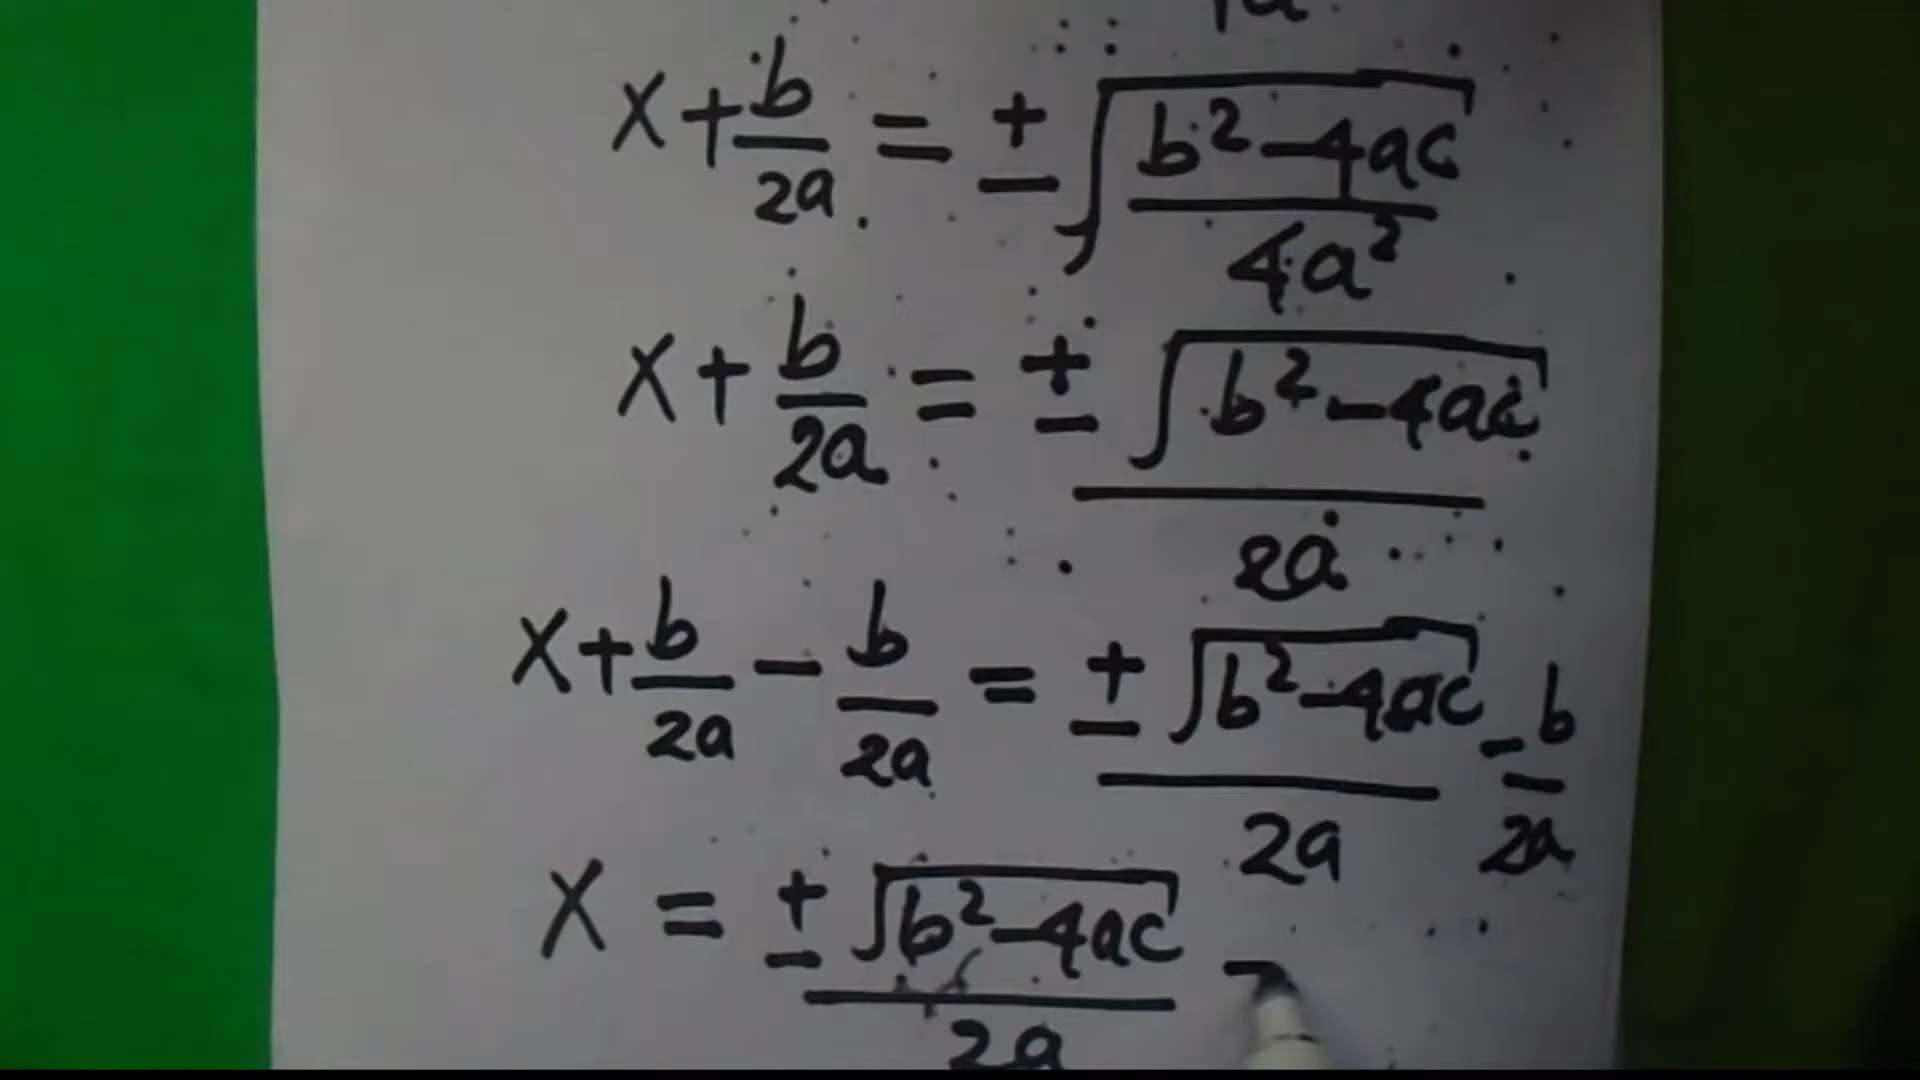 x + b/2a = ± √((b² - 4ac)/4a²)
x + b/2a = ± √(b² - 4ac)/2a
x + b/2a - b/2a = ± √(b² - 4ac)/2a - b/2a
x = ± √(b² - 4ac)/2a -